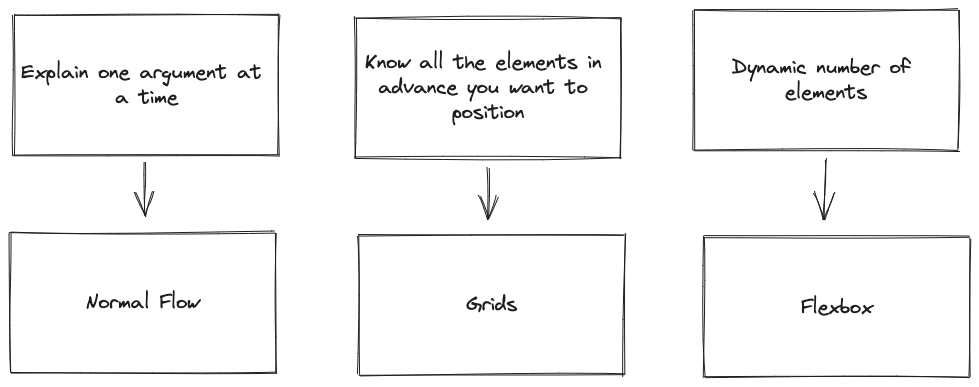 Explain one argument at
a time
Know all the elements in
advance you want to
position
Dynamic number of
elements
Normal Flow
Grids
Flexbox